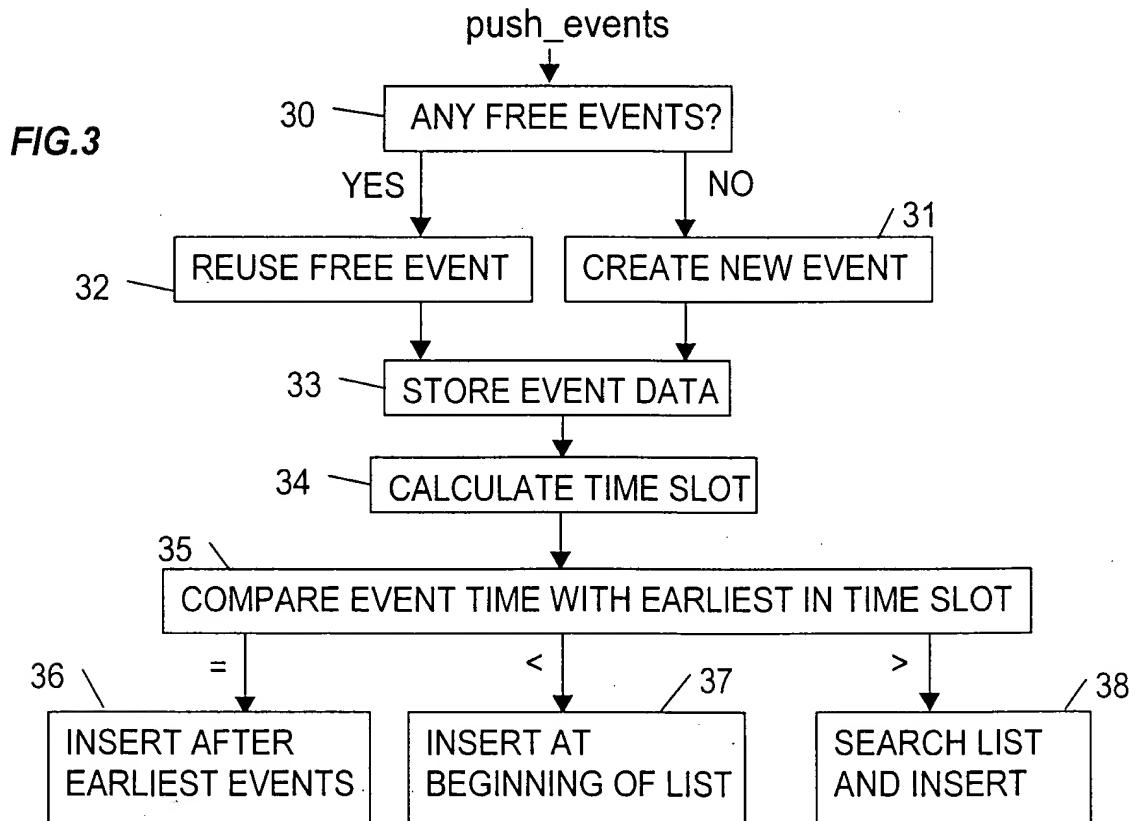 push_events
30
ANY FREE EVENTS?
FIG.3
YES
NO
31
REUSE FREE EVENT
CREATE NEW EVENT
32
33
STORE EVENT DATA
34
CALCULATE TIME SLOT
35
COMPARE EVENT TIME WITH EARLIEST IN TIME SLOT
=
<
>
36
37
38
INSERT AFTER
EARLIEST EVENTS
INSERT AT
BEGINNING OF LIST
SEARCH LIST
AND INSERT